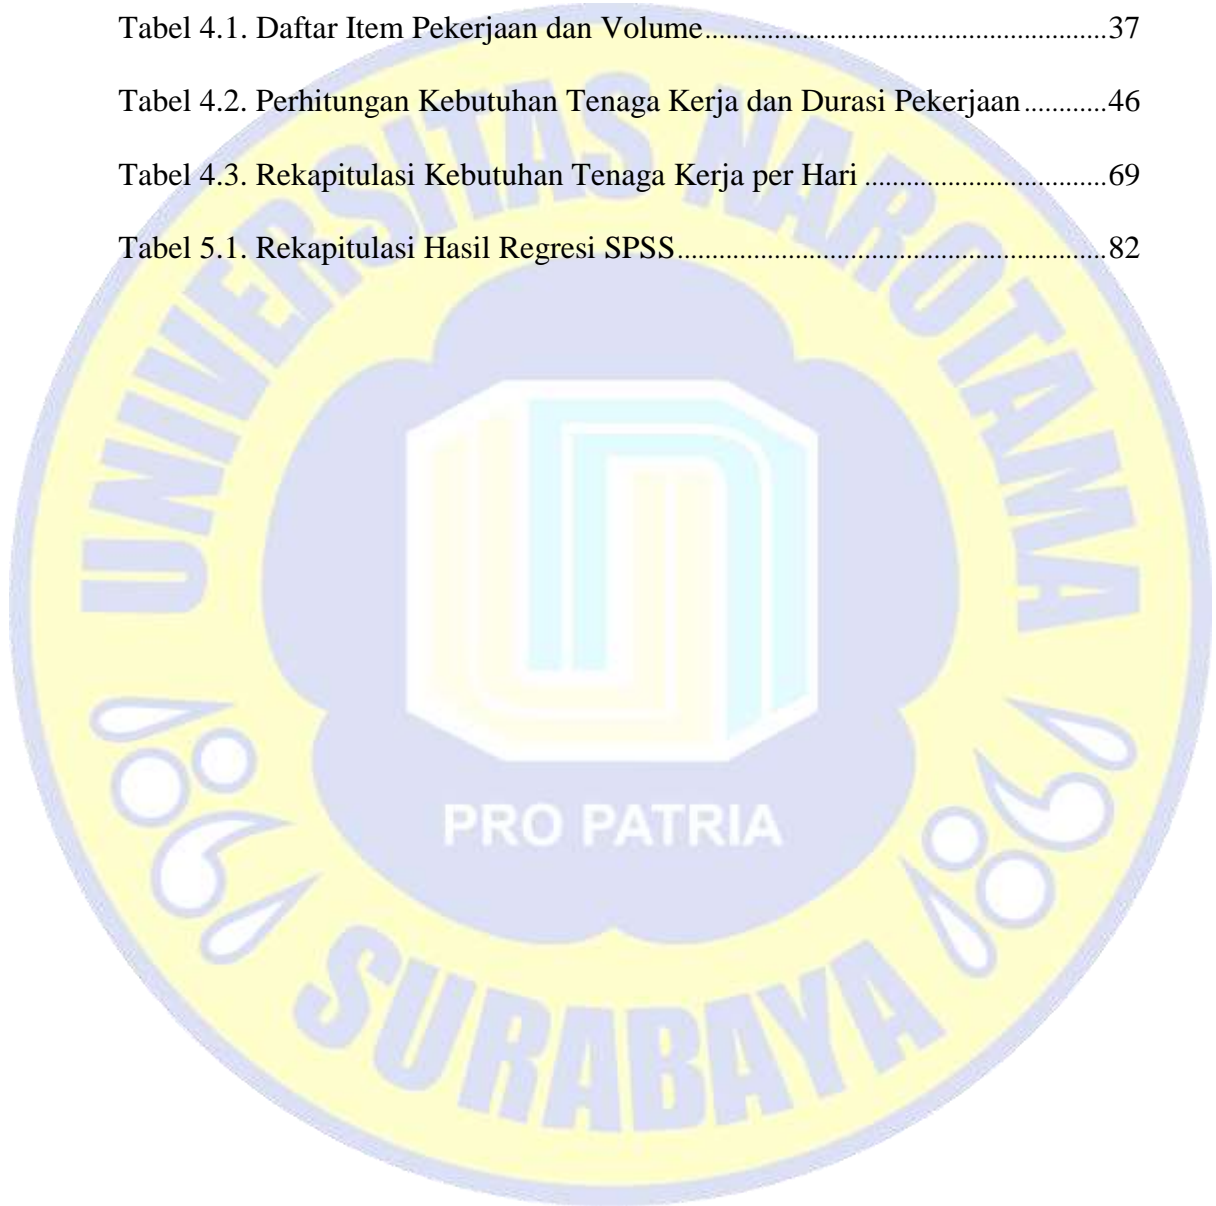 Tabel 4.1. Daftar Item Pekerjaan dan Volume..........................................................37
Tabel 4.2. Perhitungan Kebutuhan Tenaga Kerja dan Durasi Pekerjaan...........46
Tabel 4.3. Rekapitulasi Kebutuhan Tenaga Kerja per Hari...................................69
Tabel 5.1. Rekapitulasi Hasil Regresi SPSS..............................................................82
UNIVERSITAS NAROTAMA
PRO PATRIA
1981
1981
SURABAYA